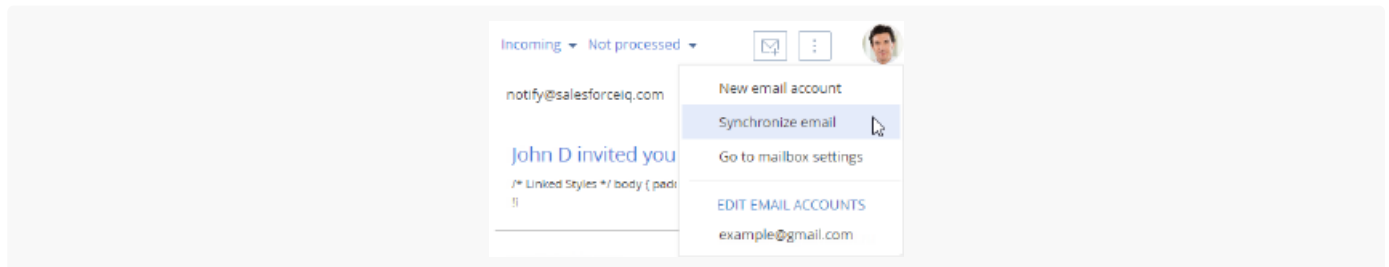 Incoming Not processed
notify@salesforceiq.com
New email account
Synchronize email
Go to mailbox settings
John D invited you
/* Linked Styles */ body {
EDIT EMAIL ACCOUNTS
example@gmail.com